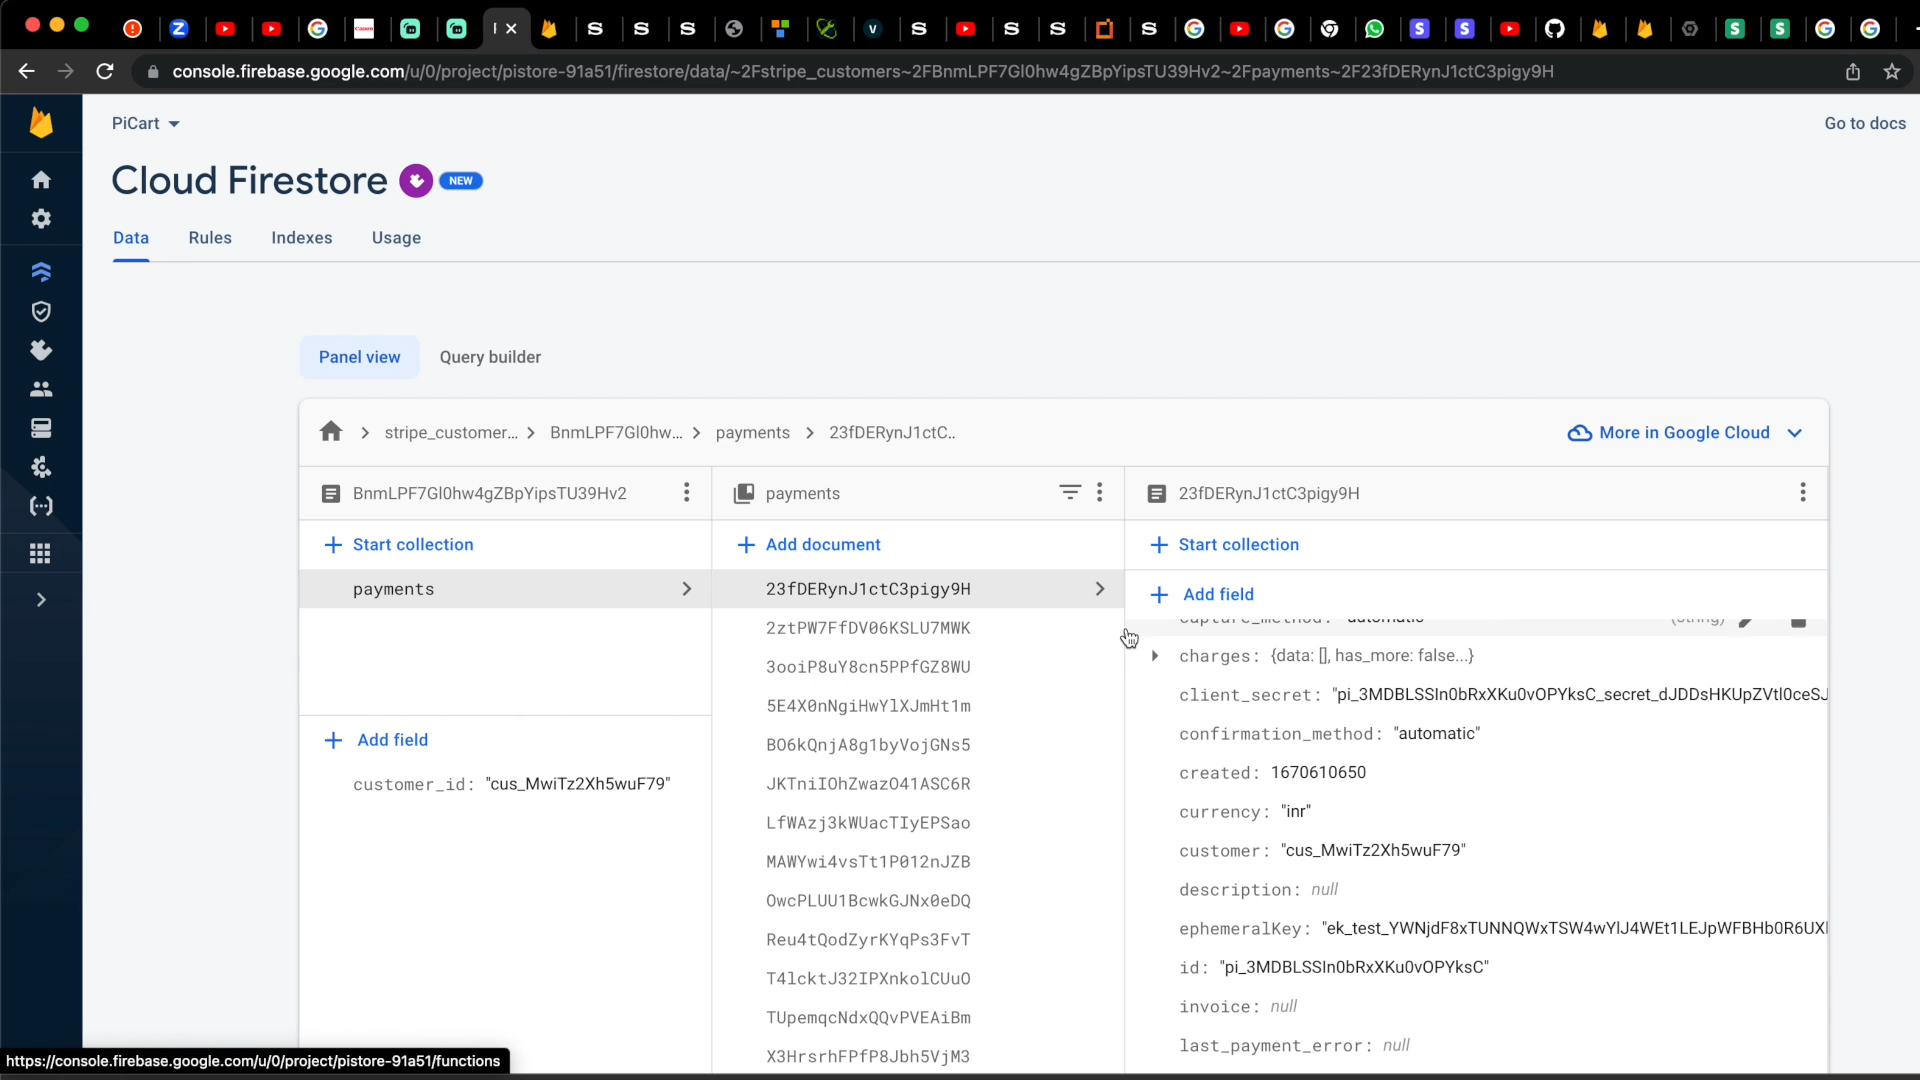 console.firebase.google.com/u/0/project/pistore-91a51/firestore/data/~2Fstripe_customers~2FBnmLPF7Gl0hw4gZBpYipsTU39Hv2~2Fpayments~2F23fDERynJ1ctC3pigy9H
PiCart
Go to docs
Cloud Firestore NEW
Data Rules Indexes Usage
Panel view Query builder
stripe_customer... > BnmLPF7Gl0hw... > payments > 23fDERynJ1ctC..
More in Google Cloud
BnmLPF7Gl0hw4gZBpYipsTU39Hv2
payments
23fDERynJ1ctC3pigy9H
+ Start collection
+ Add document
+ Start collection
payments
23fDERynJ1ctC3pigy9H
+ Add field
2ztPW7FfDV06KSLU7MWK
capture_method: "automatic" (string)
3ooiP8uY8cn5PPfGZ8WU
charges: {data: [], has_more: false...}
5E4X0nNgiHwYlXJmHt1m
client_secret: "pi_3MDBLSSIn0bRxXKu0vOPYksC_secret_dJDDsHKUpZVtl0ceSJ
+ Add field
BO6kQnjA8g1byVojGNs5
confirmation_method: "automatic"
customer_id: "cus_MwiTz2Xh5wuF79"
JKTniIOhZwazO41ASC6R
created: 1670610650
LfWAzj3kWUacTIyEPSao
currency: "inr"
MAWYwi4vsTt1P012nJZB
customer: "cus_MwiTz2Xh5wuF79"
OwcPLUU1BcwkGJNx0eDQ
description: null
Reu4tQodZyrKYqPs3FvT
ephemeralKey: "ek_test_YWNjdF8xTUNNQWxTSW4wYlJ4WEt1LEJpWFBHb0R6UXI
T4lcktJ32IPXnkolCUuO
id: "pi_3MDBLSSIn0bRxXKu0vOPYksC"
TUpemqcNdxQQvPVEAiBm
invoice: null
X3HrsrhFPfP8Jbh5VjM3
last_payment_error: null
https://console.firebase.google.com/u/0/project/pistore-91a51/functions